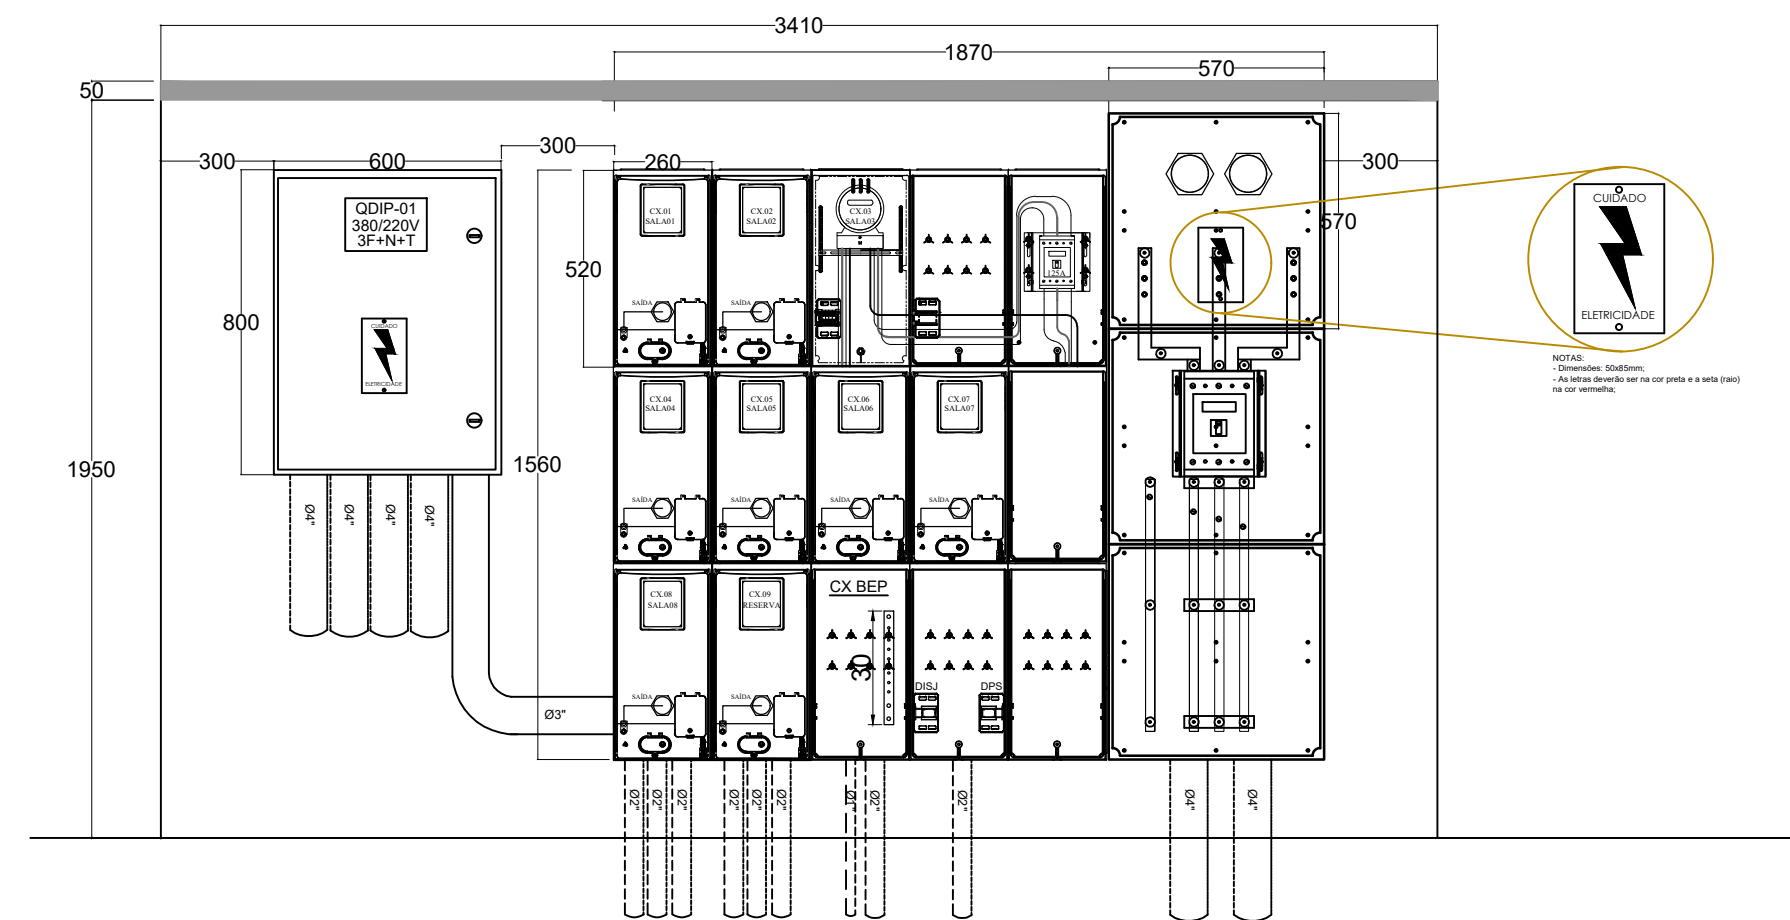 3410
1870
570
50
300
600
300
260
300
QDIP-01
380/220V
3F+N+T
CX.01
SALA01
CX.02
SALA02
CX.03
SALA03
125A
570
CUIDADO
ELETRICIDADE
NOTAS:
- Dimensões: 50x85mm;
- As letras deverão ser na cor preta e a seta (raio)
na cor vermelha;
520
800
CUIDADO
ELETRICIDADE
SAÍDA
SAÍDA
1950
1560
CX.04
SALA04
CX.05
SALA05
CX.06
SALA06
CX.07
SALA07
SAÍDA
SAÍDA
SAÍDA
SAÍDA
Ø4"
Ø4"
Ø4"
Ø4"
CX.08
SALA08
CX.09
RESERVA
CX BEP
30
DISJ
DPS
SAÍDA
SAÍDA
Ø3"
Ø2"
Ø2"
Ø2"
Ø2"
Ø2"
Ø2"
Ø1"
Ø2"
Ø2"
Ø4"
Ø4"